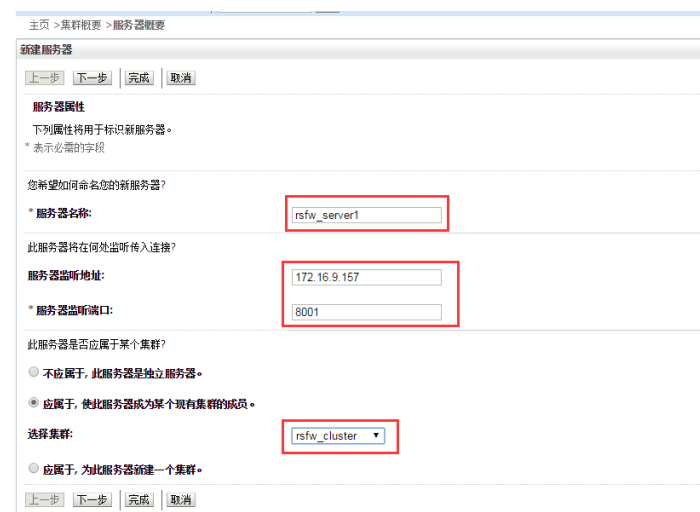 主页 >集群概要 >服务器概要
新建服务器
上一步 下一步 完成 取消
服务器属性
下列属性将用于标识新服务器。
* 表示必需的字段
您希望如何命名您的新服务器?
* 服务器名称: rsfw_server1
此服务器将在何处监听传入连接?
服务器监听地址: 172.16.9.157
* 服务器监听端口: 8001
此服务器是否应属于某个集群?
不应属于, 此服务器是独立服务器。
应属于, 使此服务器成为某个现有集群的成员。
选择集群: rsfw_cluster
应属于, 为此服务器新建一个集群。
上一步 下一步 完成 取消